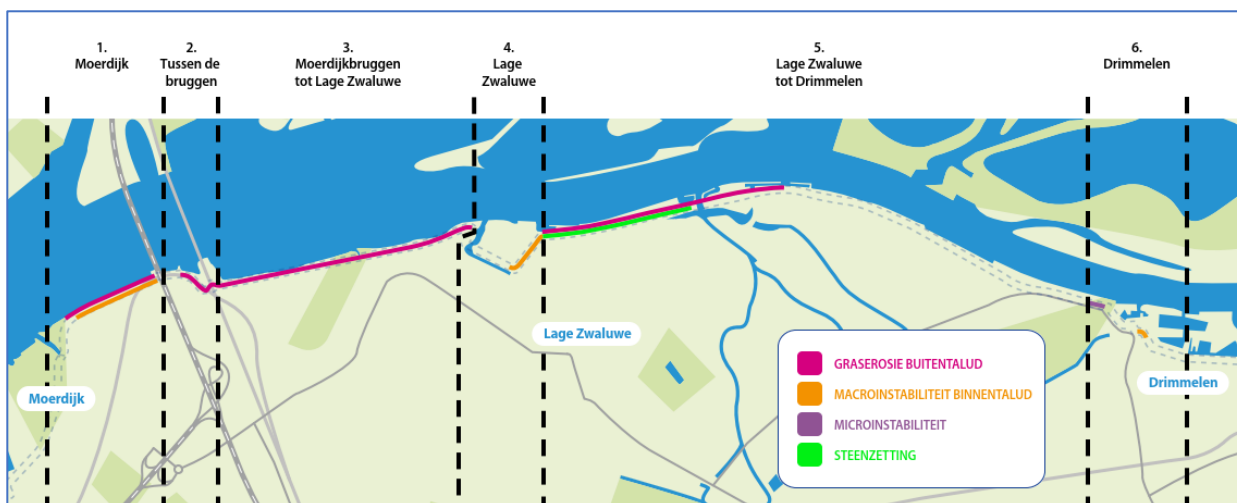 1.
Moerdijk
2.
Tussen de
bruggen
3.
Moerdijkbruggen
tot Lage Zwaluwe
4.
Lage
Zwaluwe
5.
Lage Zwaluwe
tot Drimmelen
6.
Drimmelen
Lage Zwaluwe
Moerdijk
Drimmelen
GRASEROSIE BUITENTALUD
MACROINSTABILITEIT BINNENTALUD
MICROINSTABILITEIT
STEENZETTING